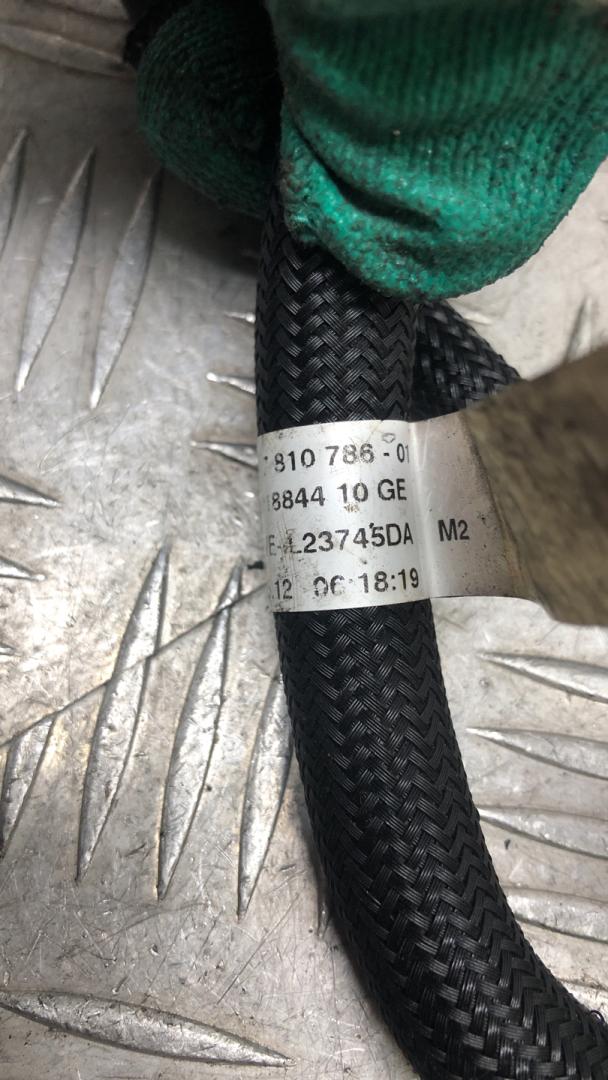 810 786 - 01
8844 10 GE
E- L23745DA M2
.12 06:18:19